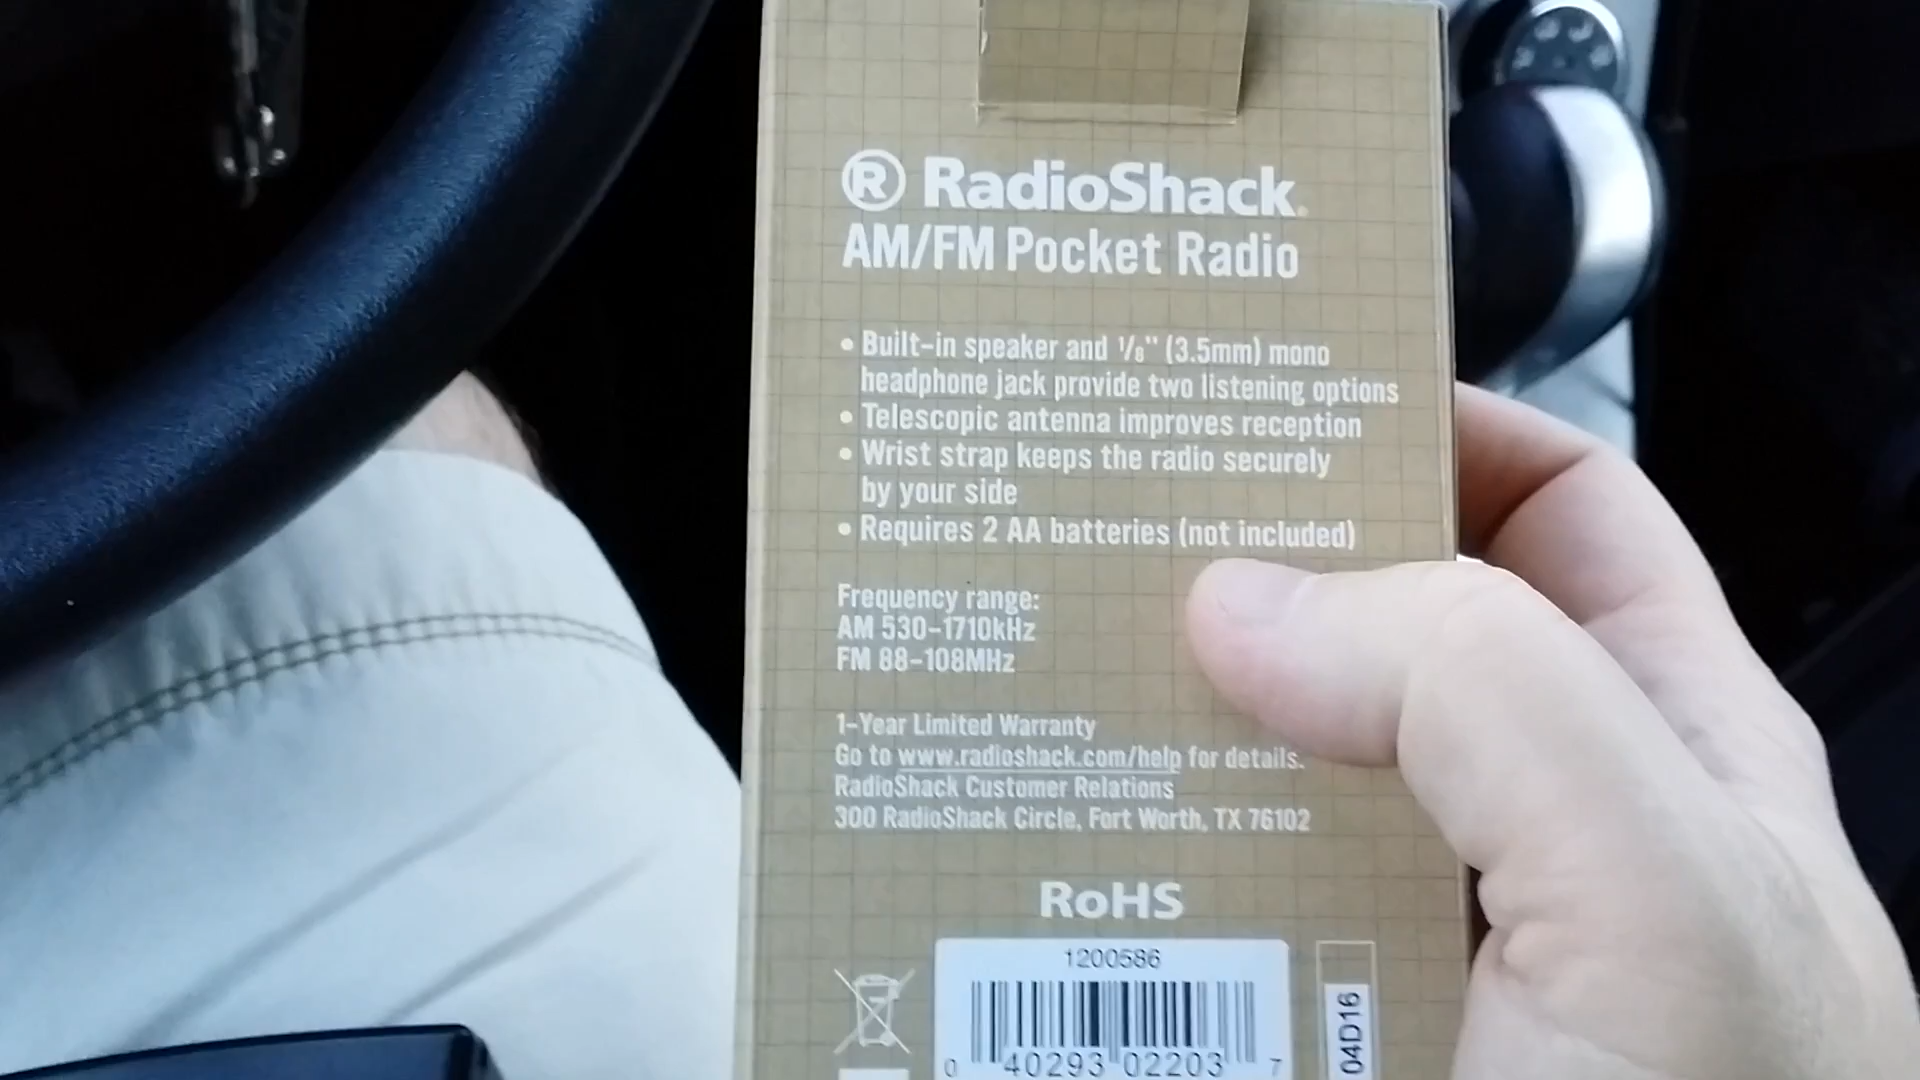 ® RadioShack.
AM/FM Pocket Radio
• Built-in speaker and 1/8" (3.5mm) mono
headphone jack provide two listening options
• Telescopic antenna improves reception
• Wrist strap keeps the radio securely
by your side
• Requires 2 AA batteries (not included)
Frequency range:
AM 530-1710kHz
FM 88-108MHz
1-Year Limited Warranty
Go to www.radioshack.com/help for details.
RadioShack Customer Relations
300 RadioShack Circle, Fort Worth, TX 76102
RoHS
1200586
0 40293 02203 7
04D16